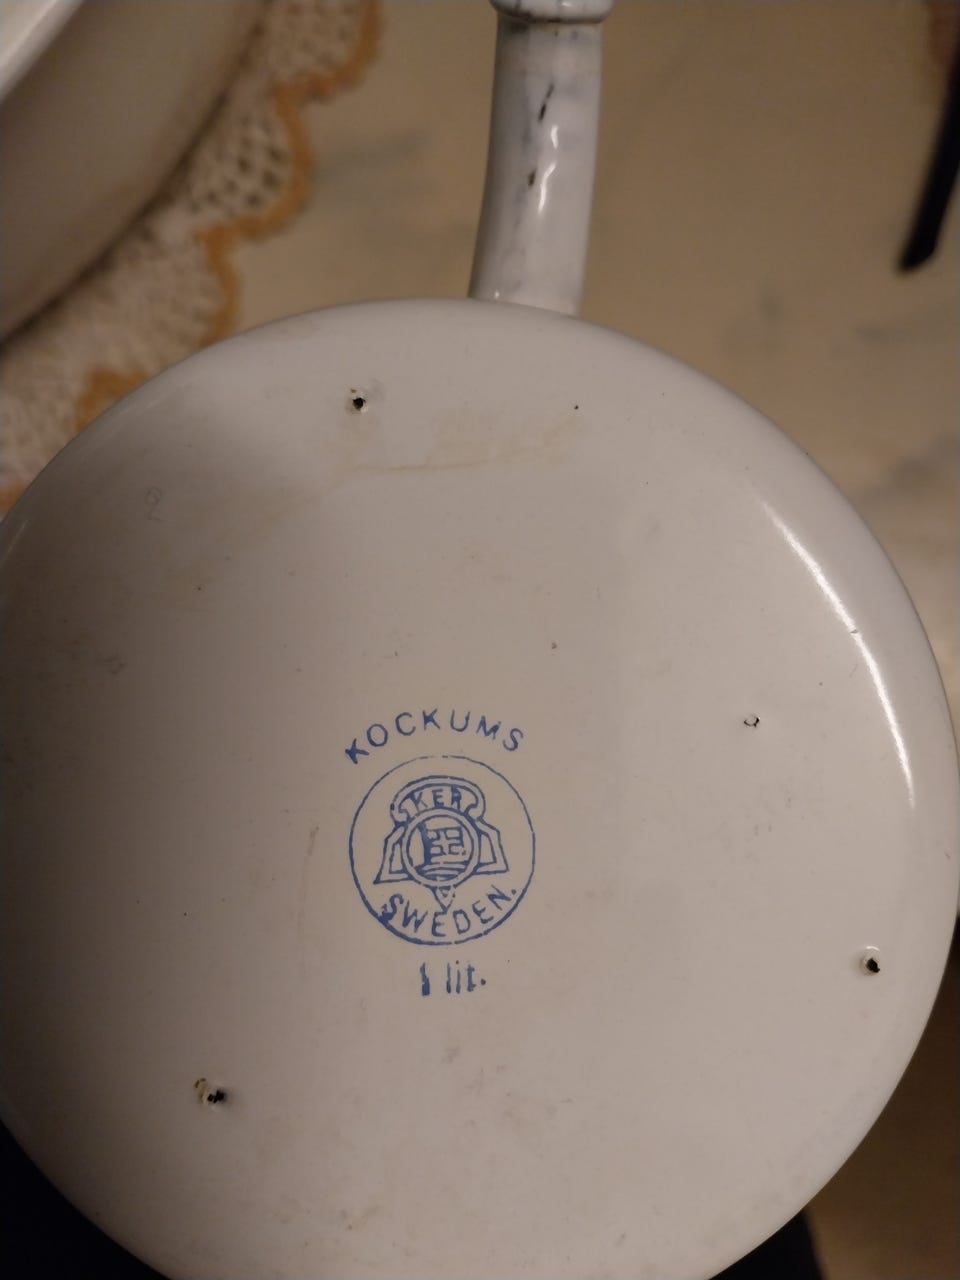 KOCKUMS
KER
SWEDEN.
1 lit.